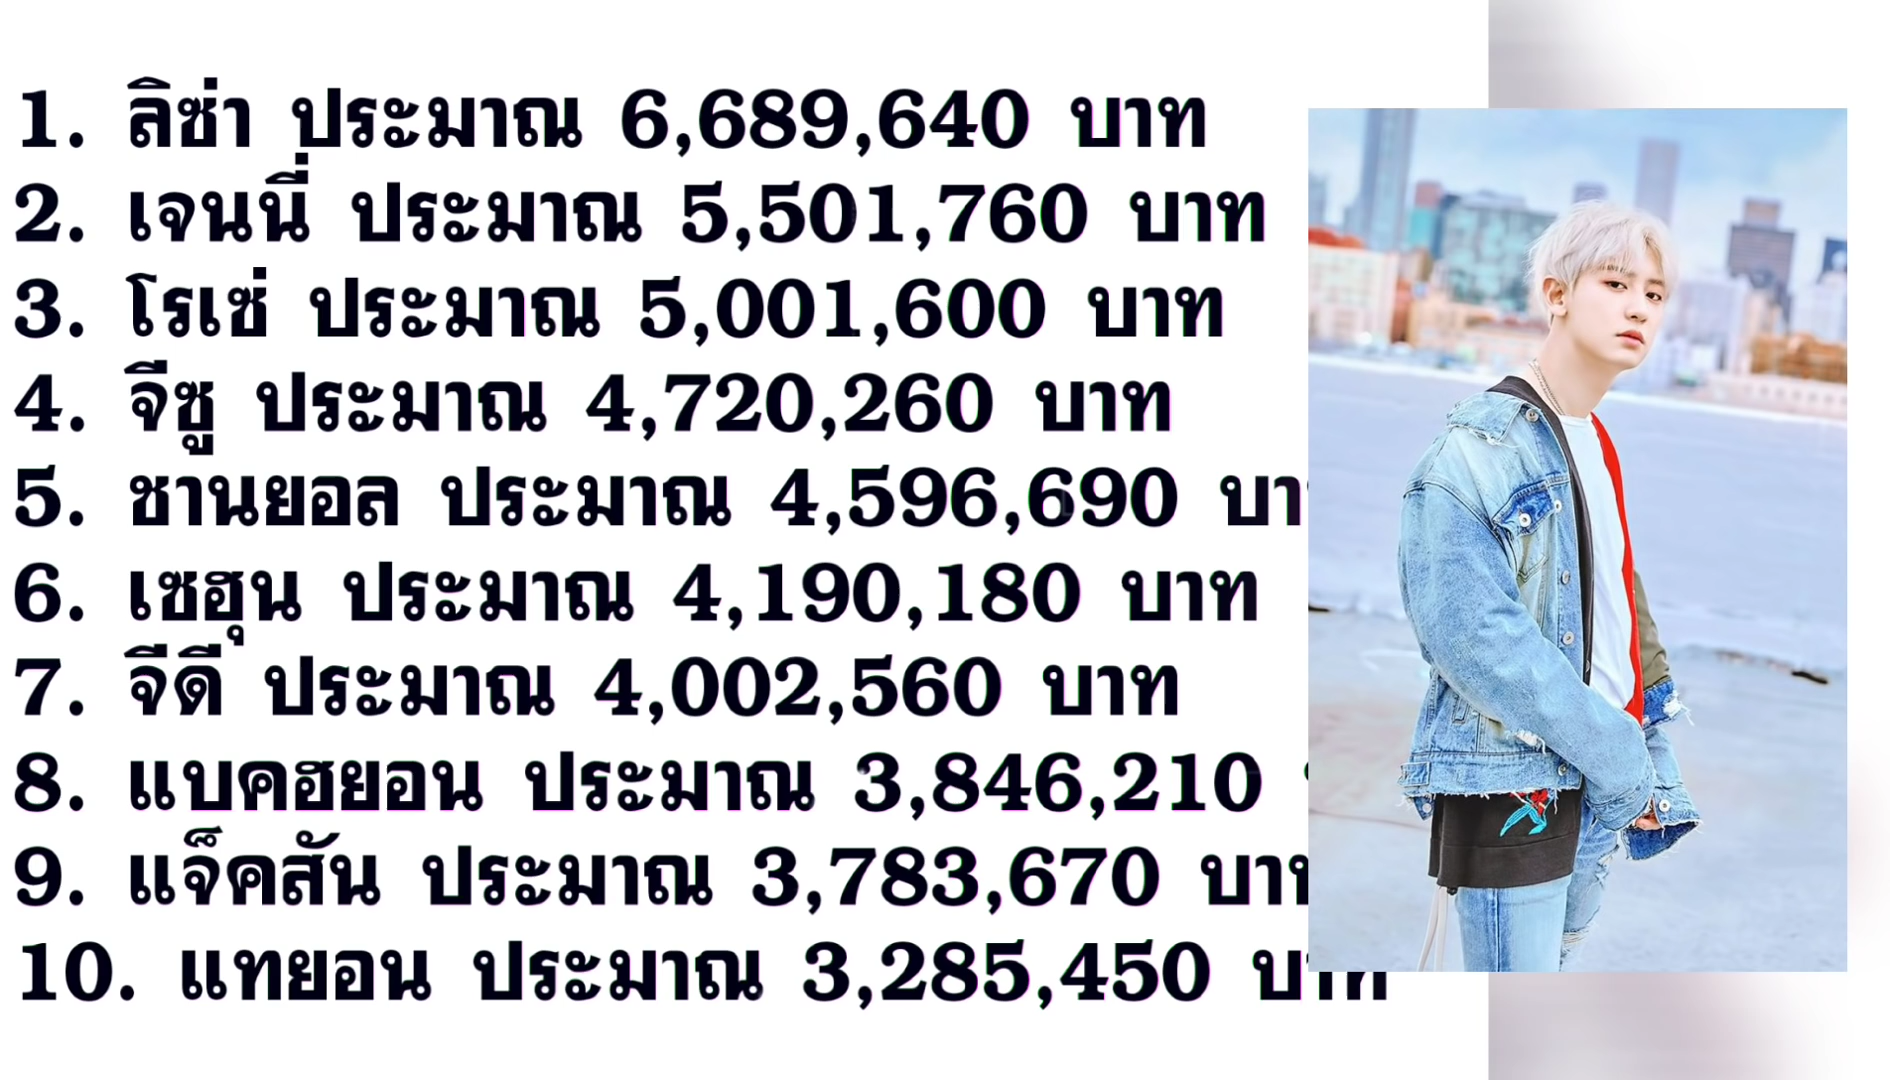 1. ลิซ่า ประมาณ 6,689,640 บาท
2. เจนนี่ ประมาณ 5,501,760 บาท
3. โรเซ่ ประมาณ 5,001,600 บาท
4. จีซู ประมาณ 4,720,260 บาท
5. ชานยอล ประมาณ 4,596,690 บา
6. เซฮุน ประมาณ 4,190,180 บาท
7. จีดี ประมาณ 4,002,560 บาท
8. แบคฮยอน ประมาณ 3,846,210
9. แจ็คสัน ประมาณ 3,783,670 บาท
10. แทยอน ประมาณ 3,285,450 บาท